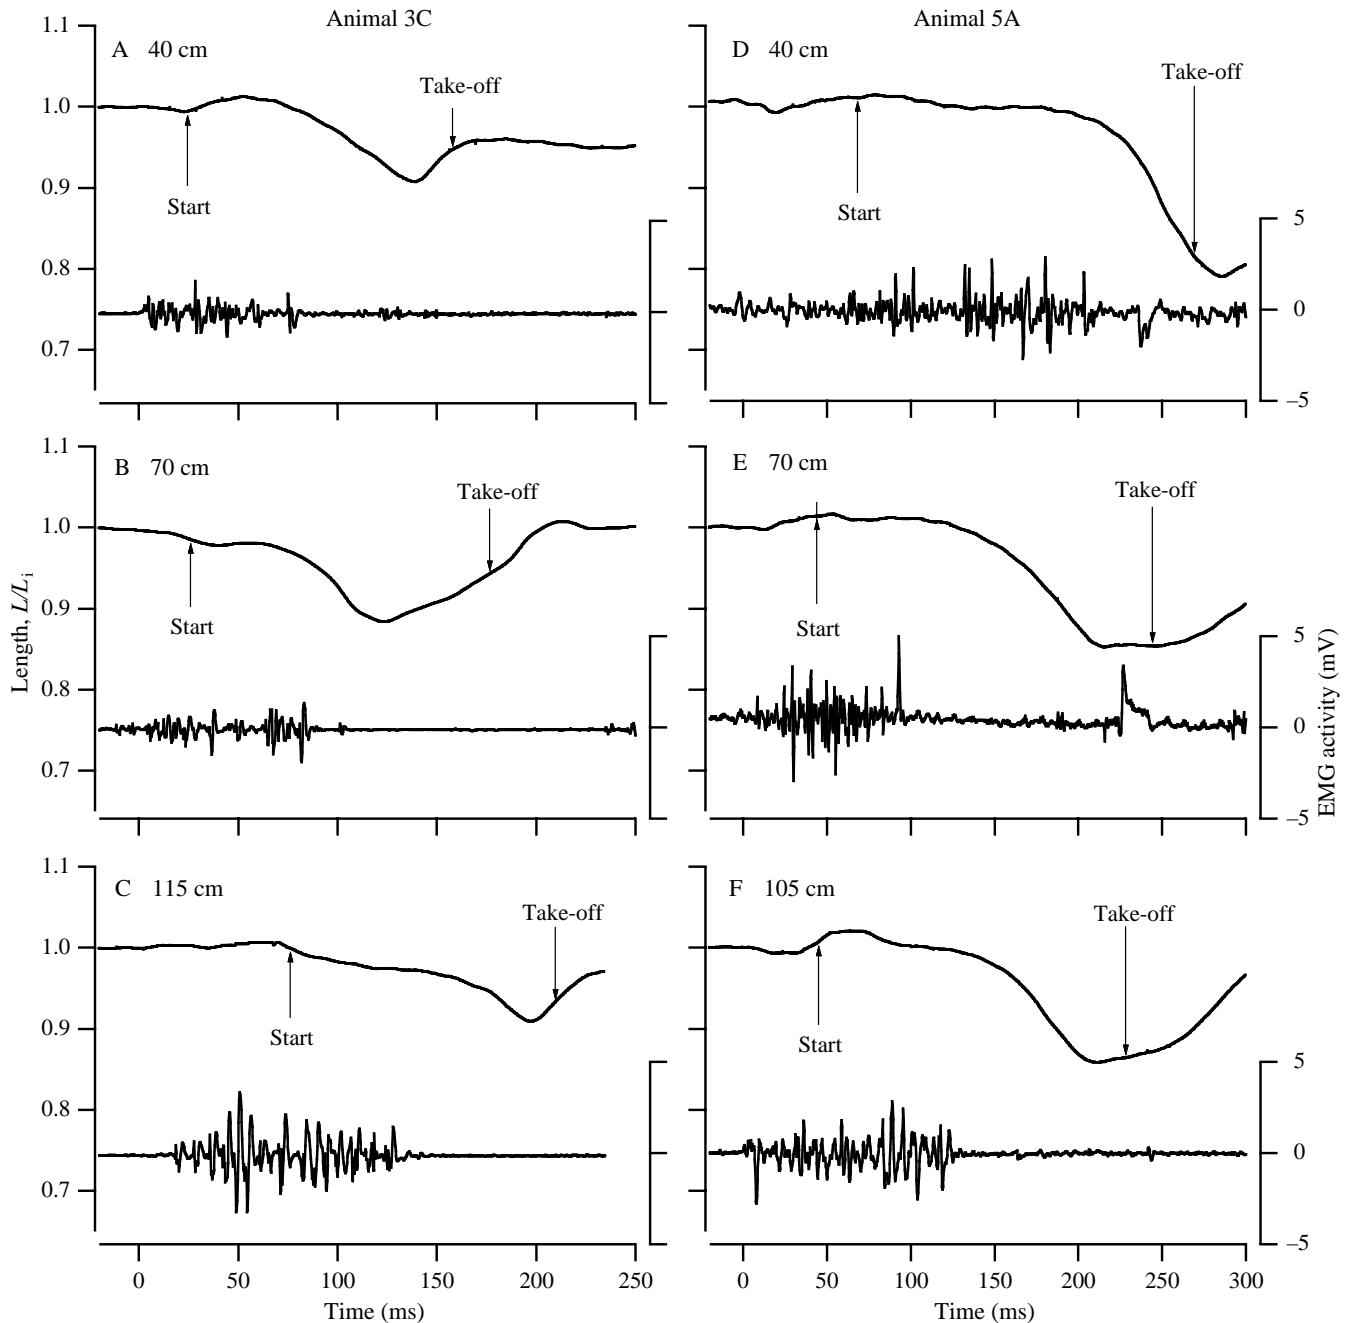 Animal 3C
Animal 5A
1.1
1.0
0.9
0.8
0.7
A 40 cm
Take-off
Start
D 40 cm
Take-off
Start
5
0
–5
1.1
1.0
0.9
0.8
0.7
B 70 cm
Take-off
Start
E 70 cm
Take-off
Start
5
0
–5
Length, L/Li
EMG activity (mV)
1.1
1.0
0.9
0.8
0.7
C 115 cm
Take-off
Start
F 105 cm
Take-off
Start
5
0
–5
0 50 100 150 200 250
Time (ms)
0 50 100 150 200 250 300
Time (ms)